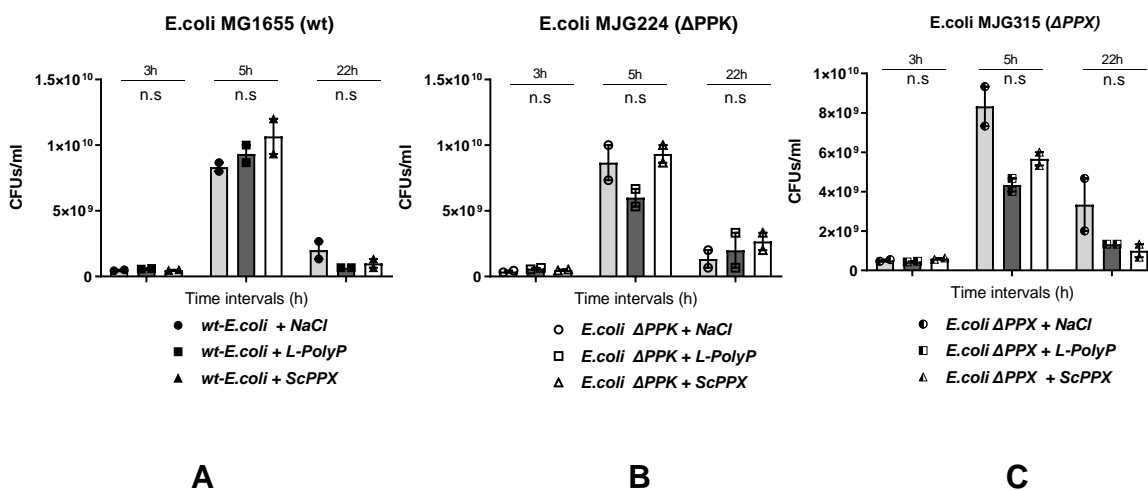 E.coli MG1655 (wt)
3h
5h
22h
n.s
n.s
n.s
1.5×10¹⁰
1×10¹⁰
5×10⁹
0
CFUs/ml
Time intervals (h)
wt-E.coli + NaCl
wt-E.coli + L-PolyP
wt-E.coli + ScPPX
A
E.coli MJG224 (ΔPPK)
3h
5h
22h
n.s
n.s
n.s
1.5×10¹⁰
1×10¹⁰
5×10⁹
0
CFUs/ml
Time intervals (h)
E.coli ΔPPK + NaCl
E.coli ΔPPK + L-PolyP
E.coli ΔPPK + ScPPX
B
E.coli MJG315 (ΔPPX)
3h
5h
22h
n.s
n.s
n.s
1×10¹⁰
8×10⁹
6×10⁹
4×10⁹
2×10⁹
0
CFUs/ml
Time intervals (h)
E.coli ΔPPX + NaCl
E.coli ΔPPX + L-PolyP
E.coli ΔPPX + ScPPX
C